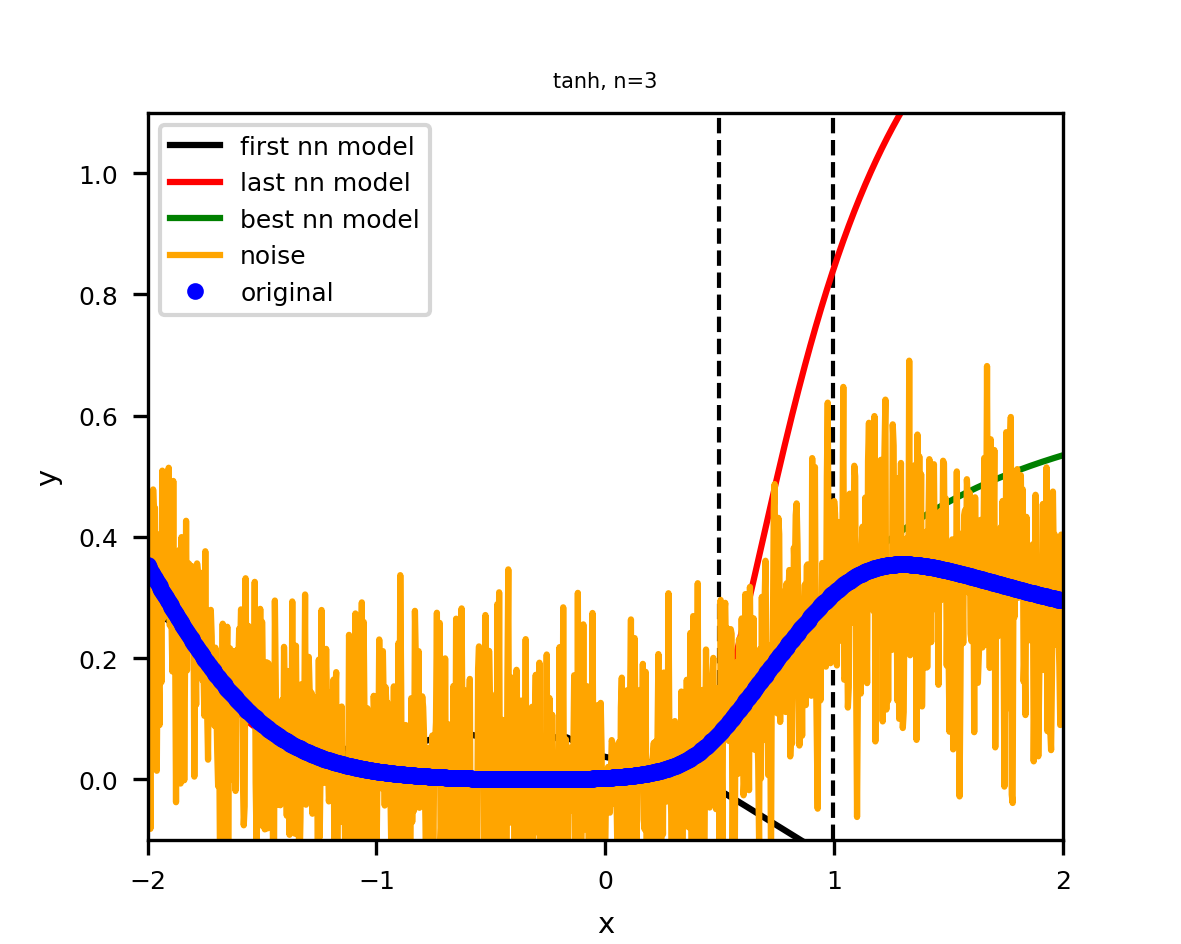 tanh, n=3
first nn model
last nn model
best nn model
noise
original
1.0
0.8
0.6
0.4
0.2
0.0
y
−2
−1
0
1
2
x